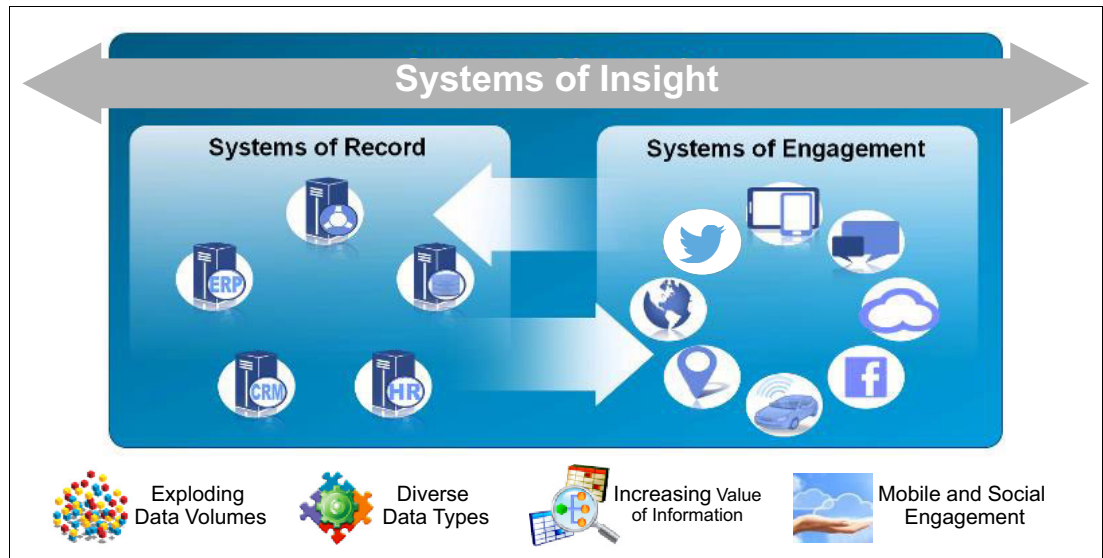 Systems of Insight
Systems of Record
Systems of Engagement
ERP
CRM
HR
f
Exploding
Data Volumes
Diverse
Data Types
Increasing Value
of Information
Mobile and Social
Engagement